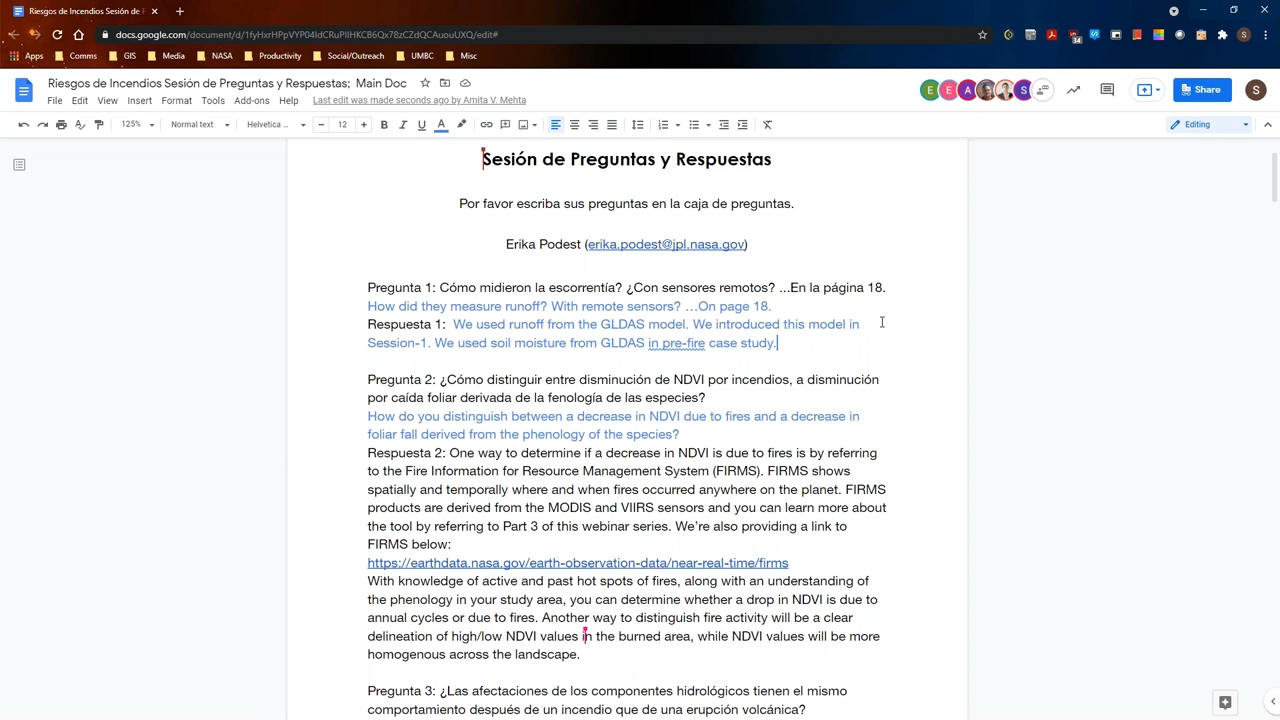 Riesgos de Incendios Sesión de P
docs.google.com/document/d/1fyHxrHPpVYP04IdCRuPlIHKCB6Qx78zCZdQCAuouUXQ/edit#
Apps Comms GIS Media NASA Productivity Social/Outreach UMBC Misc
Riesgos de Incendios Sesión de Preguntas y Respuestas; Main Doc
File Edit View Insert Format Tools Add-ons Help Last edit was made seconds ago by Amita V. Mehta
E E A S Share S
125% Normal text Helvetica ... 12 B I U A Editing
Sesión de Preguntas y Respuestas
Por favor escriba sus preguntas en la caja de preguntas.
Erika Podest (erika.podest@jpl.nasa.gov)
Pregunta 1: Cómo midieron la escorrentía? ¿Con sensores remotos? ...En la página 18.
How did they measure runoff? With remote sensors? …On page 18.
Respuesta 1: We used runoff from the GLDAS model. We introduced this model in
Session-1. We used soil moisture from GLDAS in pre-fire case study.
Pregunta 2: ¿Cómo distinguir entre disminución de NDVI por incendios, a disminución
por caída foliar derivada de la fenología de las especies?
How do you distinguish between a decrease in NDVI due to fires and a decrease in
foliar fall derived from the phenology of the species?
Respuesta 2: One way to determine if a decrease in NDVI is due to fires is by referring
to the Fire Information for Resource Management System (FIRMS). FIRMS shows
spatially and temporally where and when fires occurred anywhere on the planet. FIRMS
products are derived from the MODIS and VIIRS sensors and you can learn more about
the tool by referring to Part 3 of this webinar series. We're also providing a link to
FIRMS below:
https://earthdata.nasa.gov/earth-observation-data/near-real-time/firms
With knowledge of active and past hot spots of fires, along with an understanding of
the phenology in your study area, you can determine whether a drop in NDVI is due to
annual cycles or due to fires. Another way to distinguish fire activity will be a clear
delineation of high/low NDVI values in the burned area, while NDVI values will be more
homogenous across the landscape.
Pregunta 3: ¿Las afectaciones de los componentes hidrológicos tienen el mismo
comportamiento después de un incendio que de una erupción volcánica?